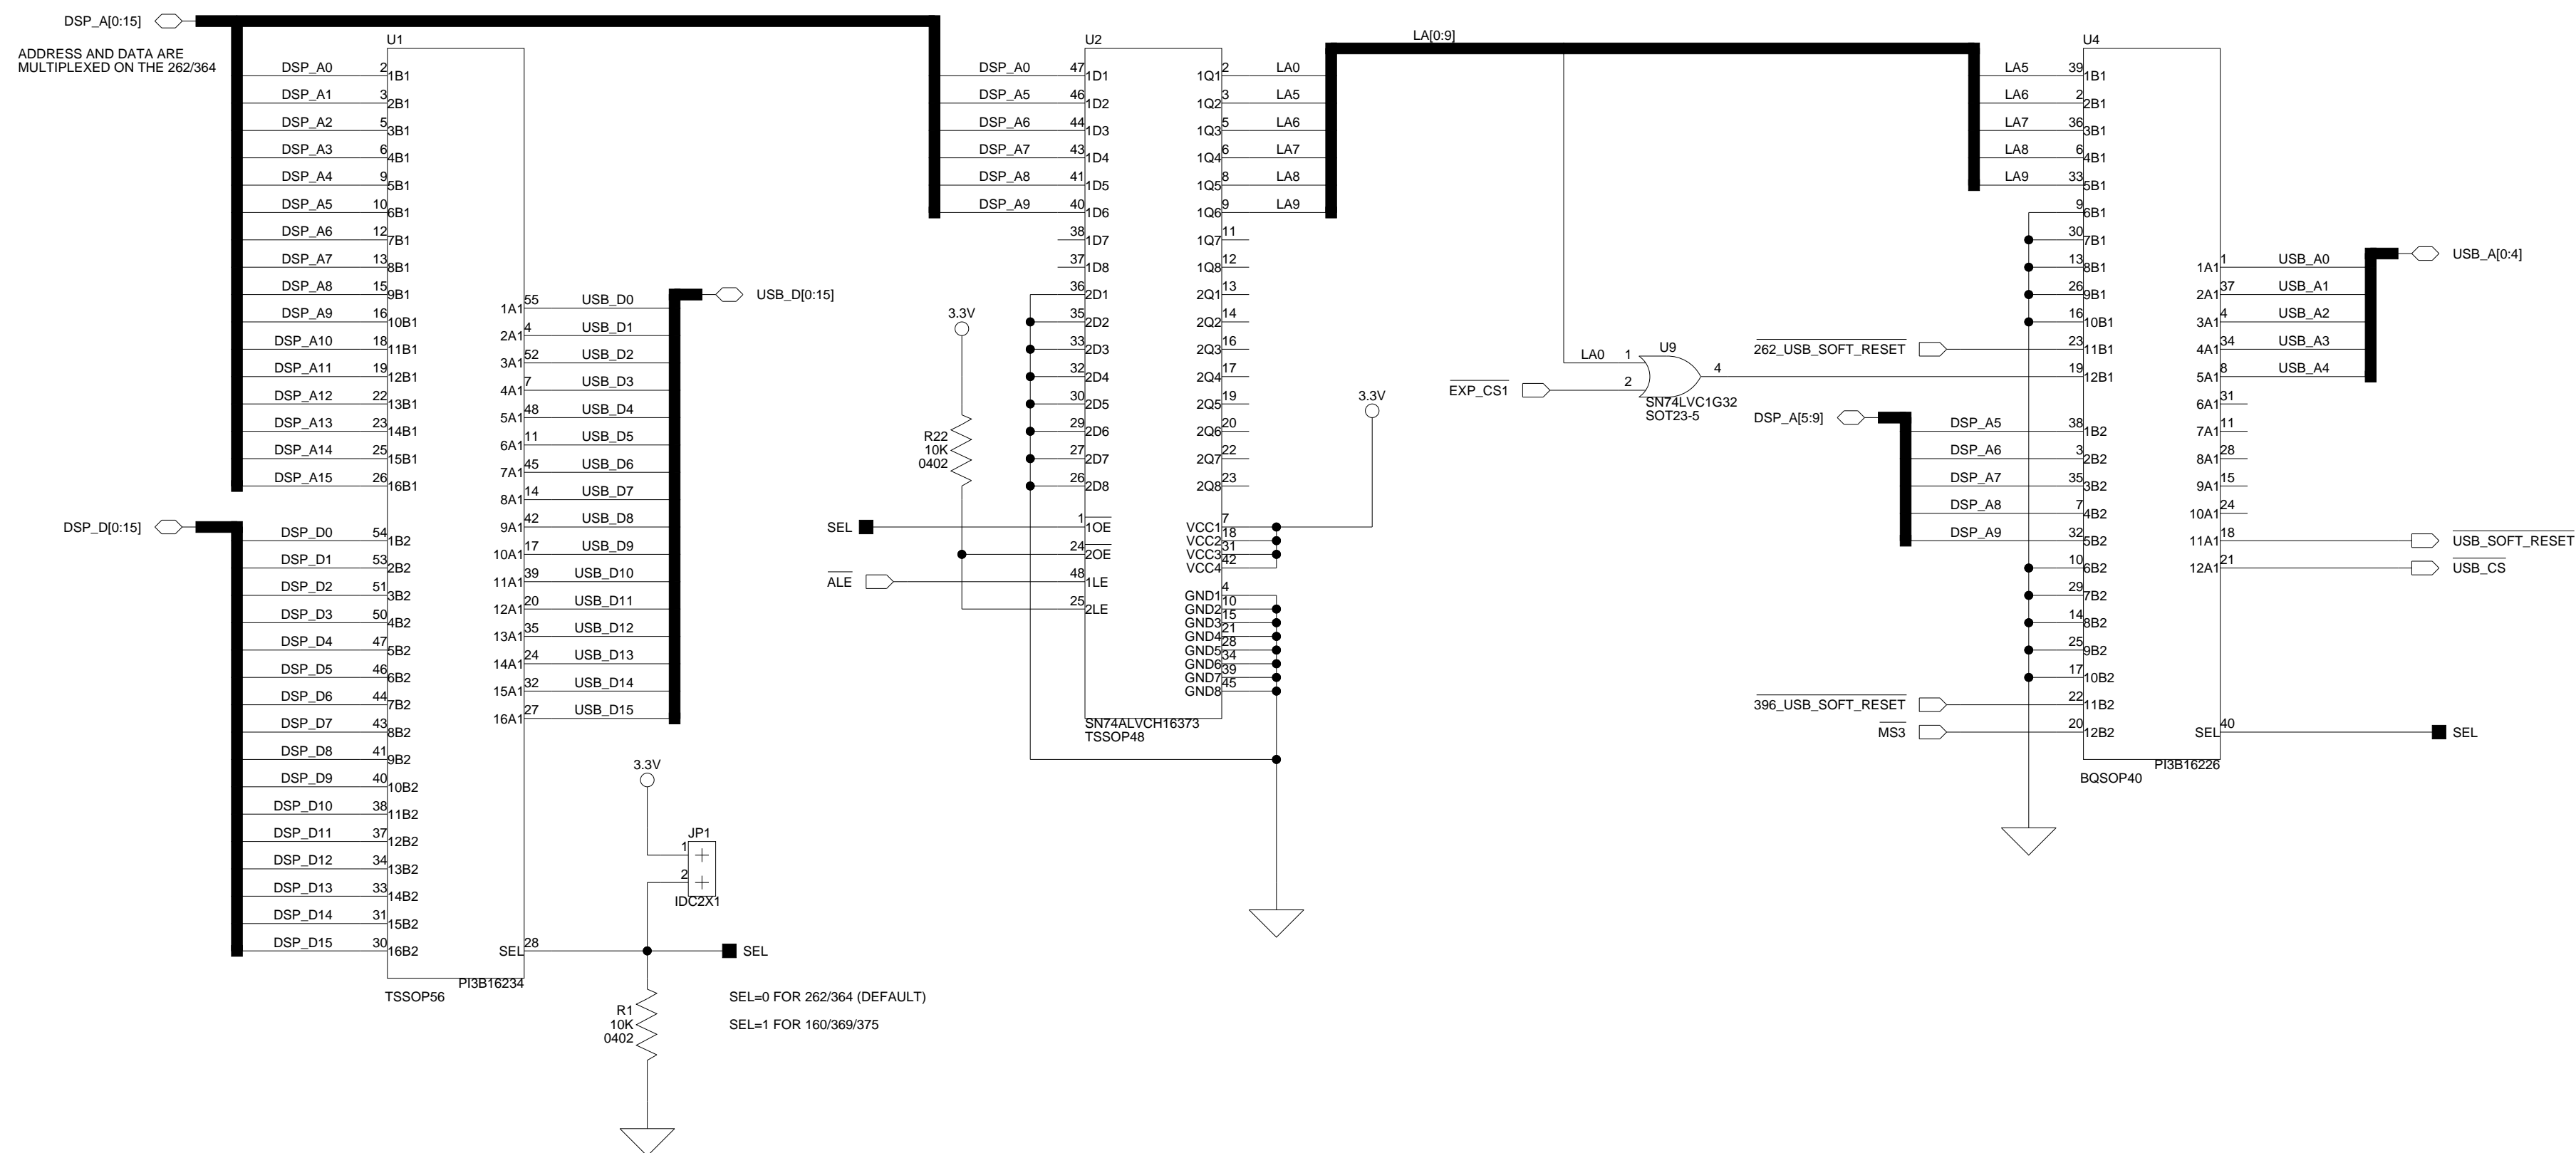 DSP_A[0:15]
ADDRESS AND DATA ARE
MULTIPLEXED ON THE 262/364
U1
DSP_A0 2 1B1
DSP_A1 3 2B1
DSP_A2 5 3B1
DSP_A3 6 4B1
DSP_A4 9 5B1
DSP_A5 10 6B1
DSP_A6 12 7B1
DSP_A7 13 8B1
DSP_A8 15 9B1
DSP_A9 16 10B1
DSP_A10 18 11B1
DSP_A11 19 12B1
DSP_A12 22 13B1
DSP_A13 23 14B1
DSP_A14 25 15B1
DSP_A15 26 16B1
DSP_D[0:15]
DSP_D0 54 1B2
DSP_D1 53 2B2
DSP_D2 51 3B2
DSP_D3 50 4B2
DSP_D4 47 5B2
DSP_D5 46 6B2
DSP_D6 44 7B2
DSP_D7 43 8B2
DSP_D8 41 9B2
DSP_D9 40 10B2
DSP_D10 38 11B2
DSP_D11 37 12B2
DSP_D12 34 13B2
DSP_D13 33 14B2
DSP_D14 31 15B2
DSP_D15 30 16B2
1A1 55 USB_D0
2A1 4 USB_D1
3A1 52 USB_D2
4A1 7 USB_D3
5A1 48 USB_D4
6A1 11 USB_D5
7A1 45 USB_D6
8A1 14 USB_D7
9A1 42 USB_D8
10A1 17 USB_D9
11A1 39 USB_D10
12A1 20 USB_D11
13A1 35 USB_D12
14A1 24 USB_D13
15A1 32 USB_D14
16A1 27 USB_D15
USB_D[0:15]
SEL 28
PI3B16234
TSSOP56
3.3V
JP1
1
2
IDC2X1
SEL
R1
10K
0402
SEL=0 FOR 262/364 (DEFAULT)
SEL=1 FOR 160/369/375
U2
DSP_A0 47 1D1
DSP_A5 46 1D2
DSP_A6 44 1D3
DSP_A7 43 1D4
DSP_A8 41 1D5
DSP_A9 40 1D6
38 1D7
37 1D8
36 2D1
35 2D2
33 2D3
32 2D4
30 2D5
29 2D6
27 2D7
26 2D8
3.3V
R22
10K
0402
SEL 1 1OE
24 2OE
ALE 48 1LE
25 2LE
1Q1 2 LA0
1Q2 3 LA5
1Q3 5 LA6
1Q4 6 LA7
1Q5 8 LA8
1Q6 9 LA9
1Q7 11
1Q8 12
2Q1 13
2Q2 14
2Q3 16
2Q4 17
2Q5 19
2Q6 20
2Q7 22
2Q8 23
VCC1 7
VCC2 18
VCC3 31
VCC4 42
GND1 4
GND2 10
GND3 15
GND4 21
GND5 28
GND6 34
GND7 39
GND8 45
SN74ALVCH16373
TSSOP48
3.3V
LA[0:9]
LA0 1 U9
EXP_CS1 2
4
SN74LVC1G32
SOT23-5
U4
LA5 39 1B1
LA6 2 2B1
LA7 36 3B1
LA8 6 4B1
LA9 33 5B1
9 6B1
30 7B1
13 8B1
26 9B1
16 10B1
262_USB_SOFT_RESET 23 11B1
19 12B1
DSP_A[5:9]
DSP_A5 38 1B2
DSP_A6 3 2B2
DSP_A7 35 3B2
DSP_A8 7 4B2
DSP_A9 32 5B2
10 6B2
29 7B2
14 8B2
25 9B2
17 10B2
396_USB_SOFT_RESET 22 11B2
MS3 20 12B2
1A1 1 USB_A0
2A1 37 USB_A1
3A1 4 USB_A2
4A1 34 USB_A3
5A1 8 USB_A4
6A1 31
7A1 11
8A1 28
9A1 15
10A1 24
11A1 18 USB_SOFT_RESET
12A1 21 USB_CS
USB_A[0:4]
SEL 40 SEL
PI3B16226
BQSOP40